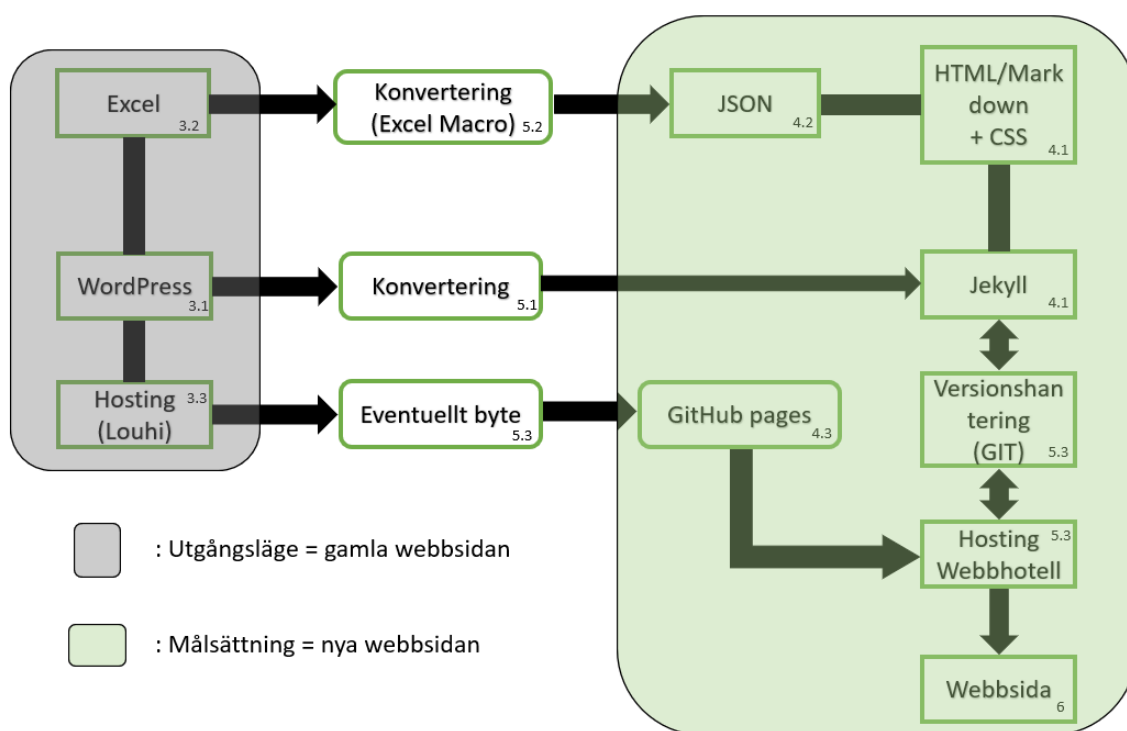 Excel
3.2
Konvertering
(Excel Macro)
5.2
JSON
4.2
HTML/Mark
down
+ CSS
4.1
WordPress
3.1
Konvertering
5.1
Jekyll
4.1
Hosting
3.3
(Louhi)
Eventuellt byte
5.3
GitHub pages
4.3
Versionshan
tering
(GIT)
5.3
Hosting
5.3
Webbhotell
Webbsida
6
: Utgångsläge = gamla webbsidan
: Målsättning = nya webbsidan